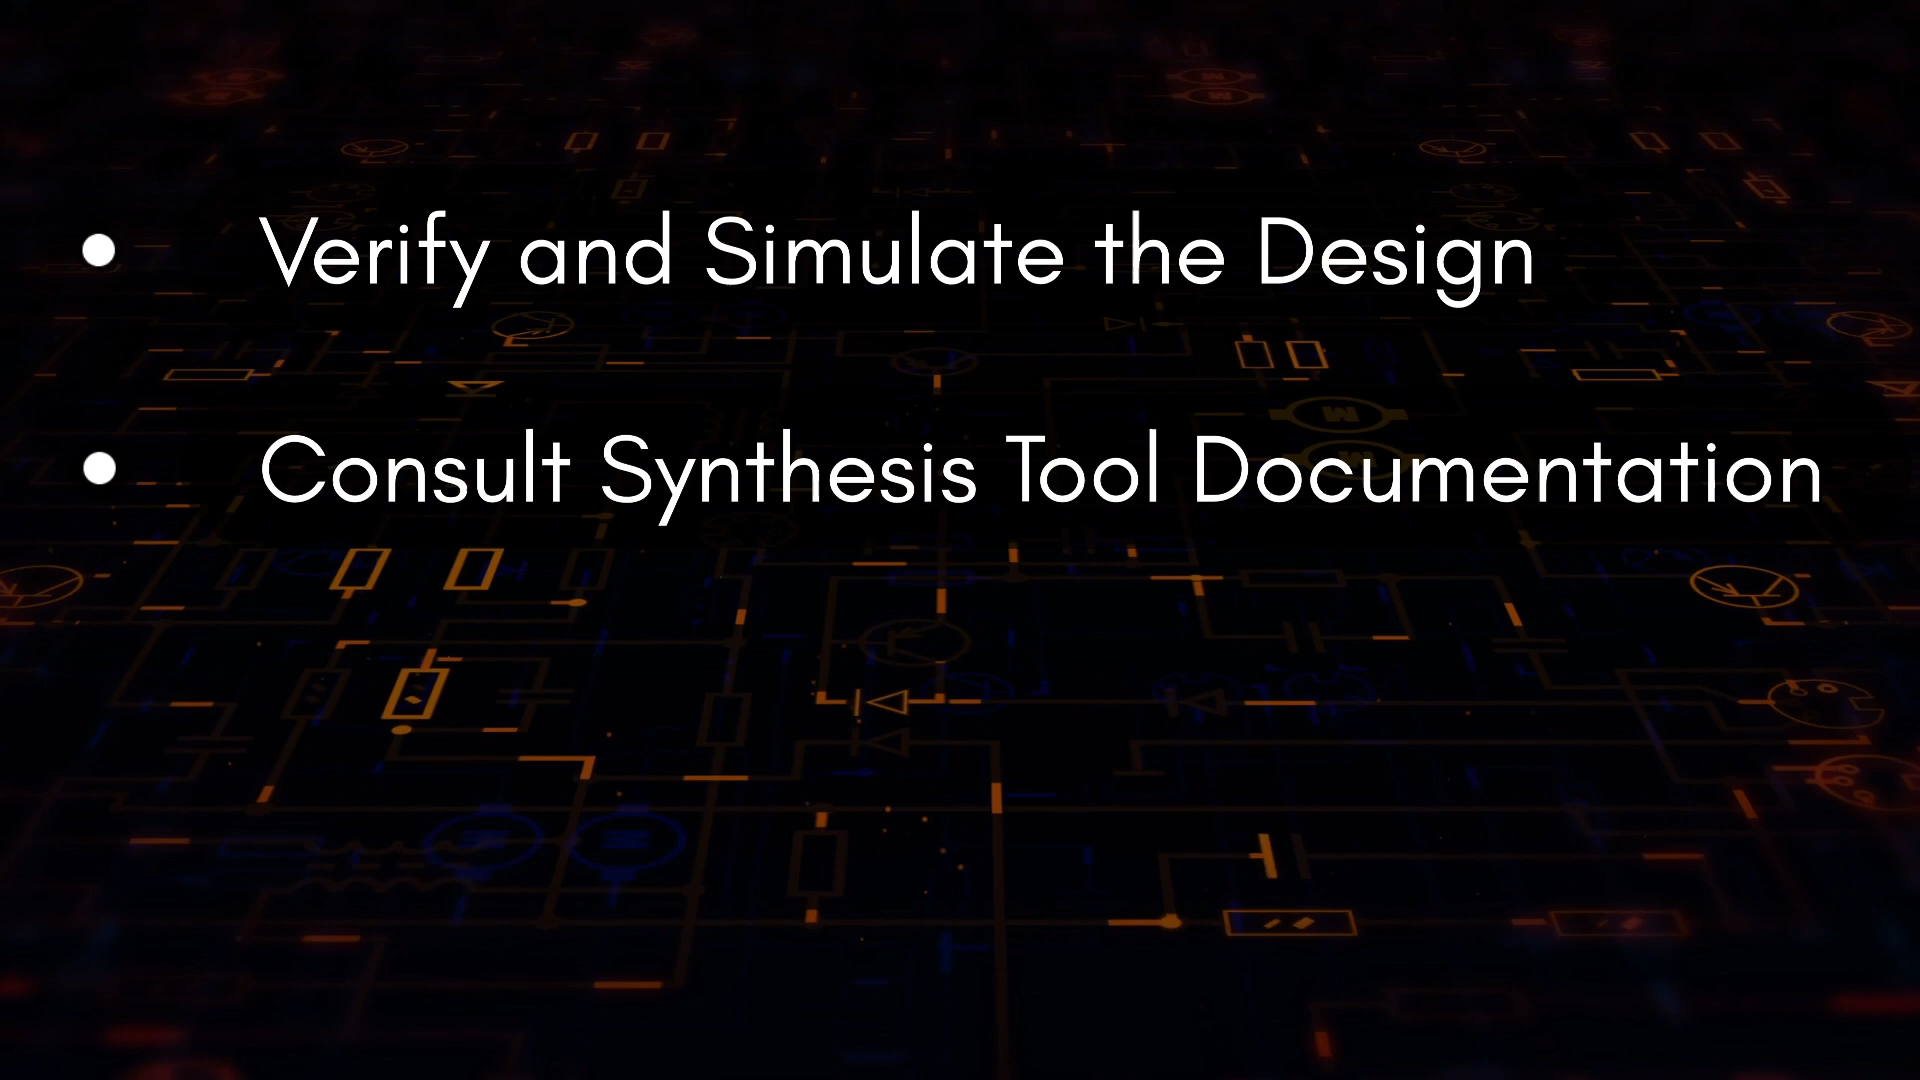 • Verify and Simulate the Design
• Consult Synthesis Tool Documentation